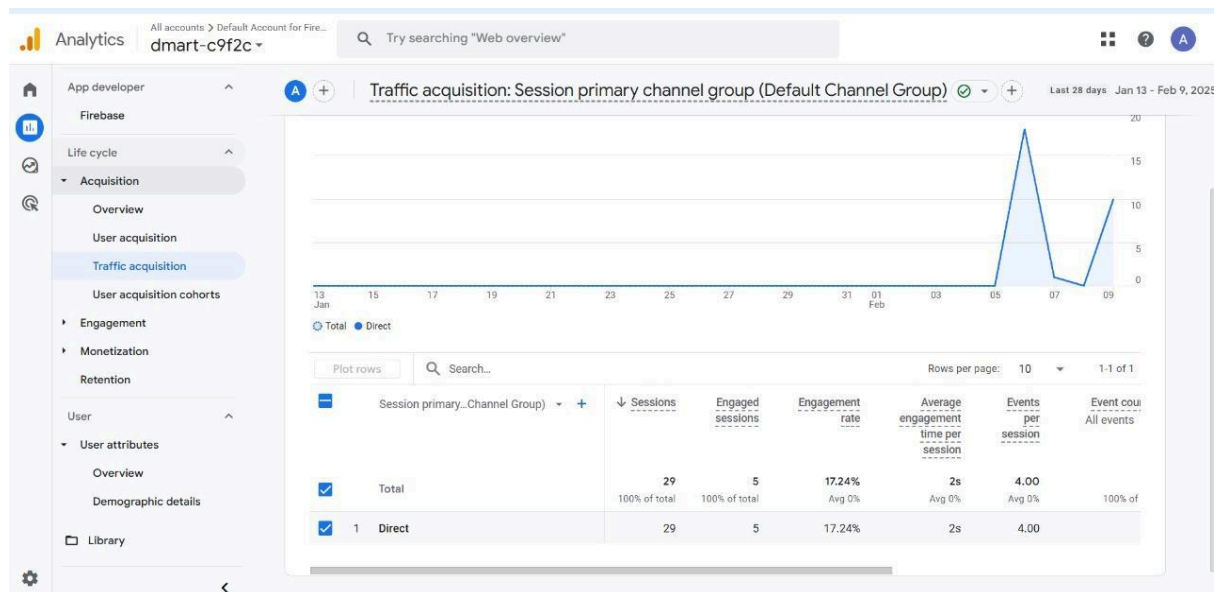 Analytics
All accounts > Default Account for Fire...
dmart-c9f2c
Try searching "Web overview"
A
App developer
Firebase
Life cycle
Acquisition
Overview
User acquisition
Traffic acquisition
User acquisition cohorts
Engagement
Monetization
Retention
User
User attributes
Overview
Demographic details
Library
A
Traffic acquisition: Session primary channel group (Default Channel Group)
Last 28 days Jan 13 - Feb 9, 2025
20
15
10
5
0
13 15 17 19 21 23 25 27 29 31 01 03 05 07 09
Jan Feb
Total Direct
Plot rows
Search...
Rows per page: 10 1-1 of 1
Session primary...Channel Group)
Sessions
Engaged
sessions
Engagement
rate
Average
engagement
time per
session
Events
per
session
Event cou
All events
Total 29 5 17.24% 2s 4.00
100% of total 100% of total Avg 0% Avg 0% Avg 0% 100% of
1 Direct 29 5 17.24% 2s 4.00